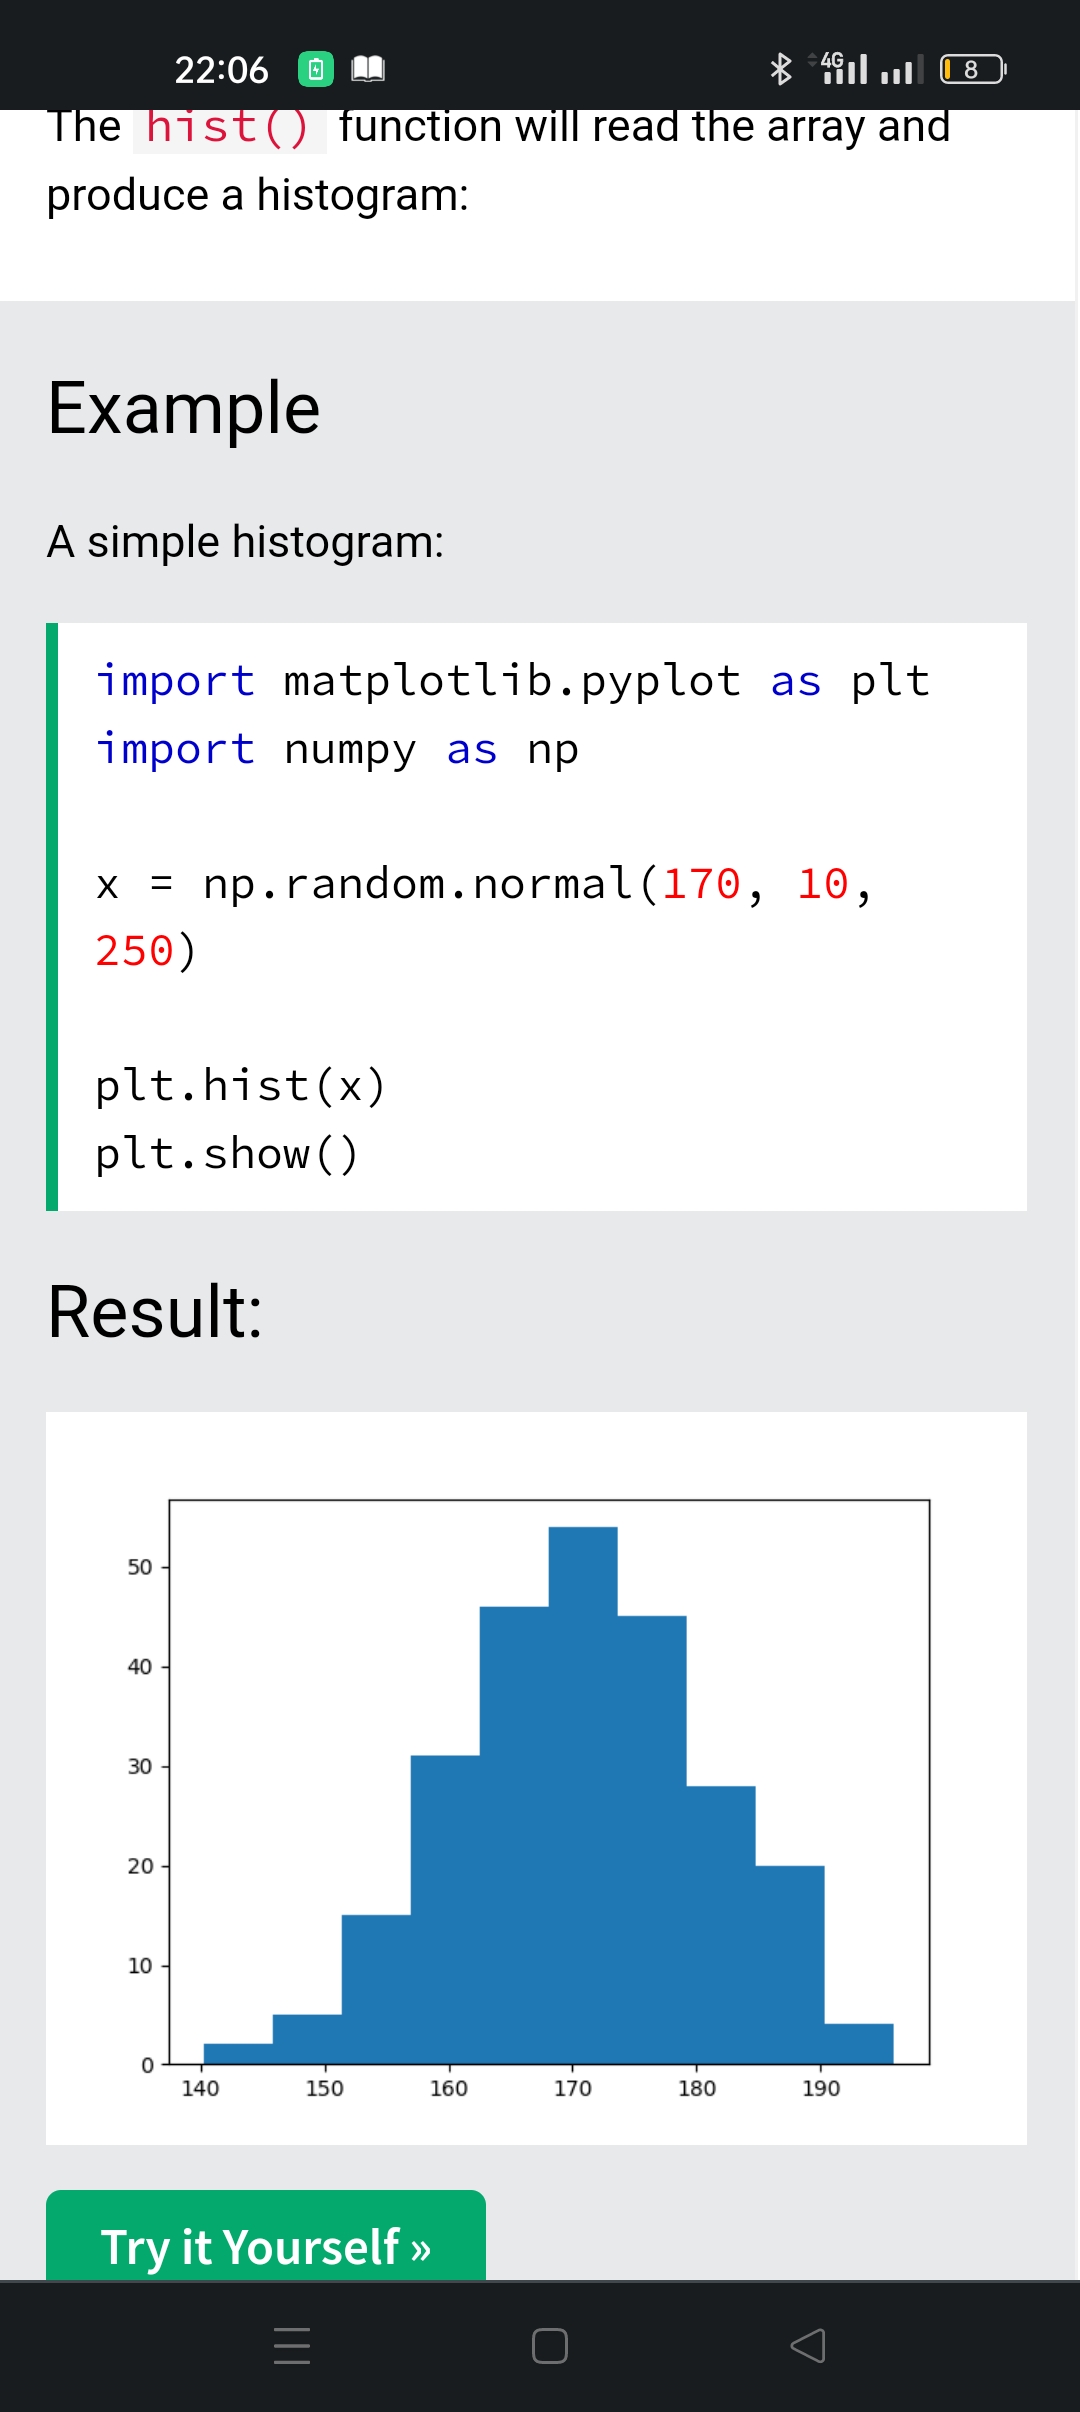 22:06 4G 8
The hist() function will read the array and
produce a histogram:
Example
A simple histogram:
import matplotlib.pyplot as plt
import numpy as np
x = np.random.normal(170, 10,
250)
plt.hist(x)
plt.show()
Result:
50
40
30
20
10
0
140 150 160 170 180 190
Try it Yourself »